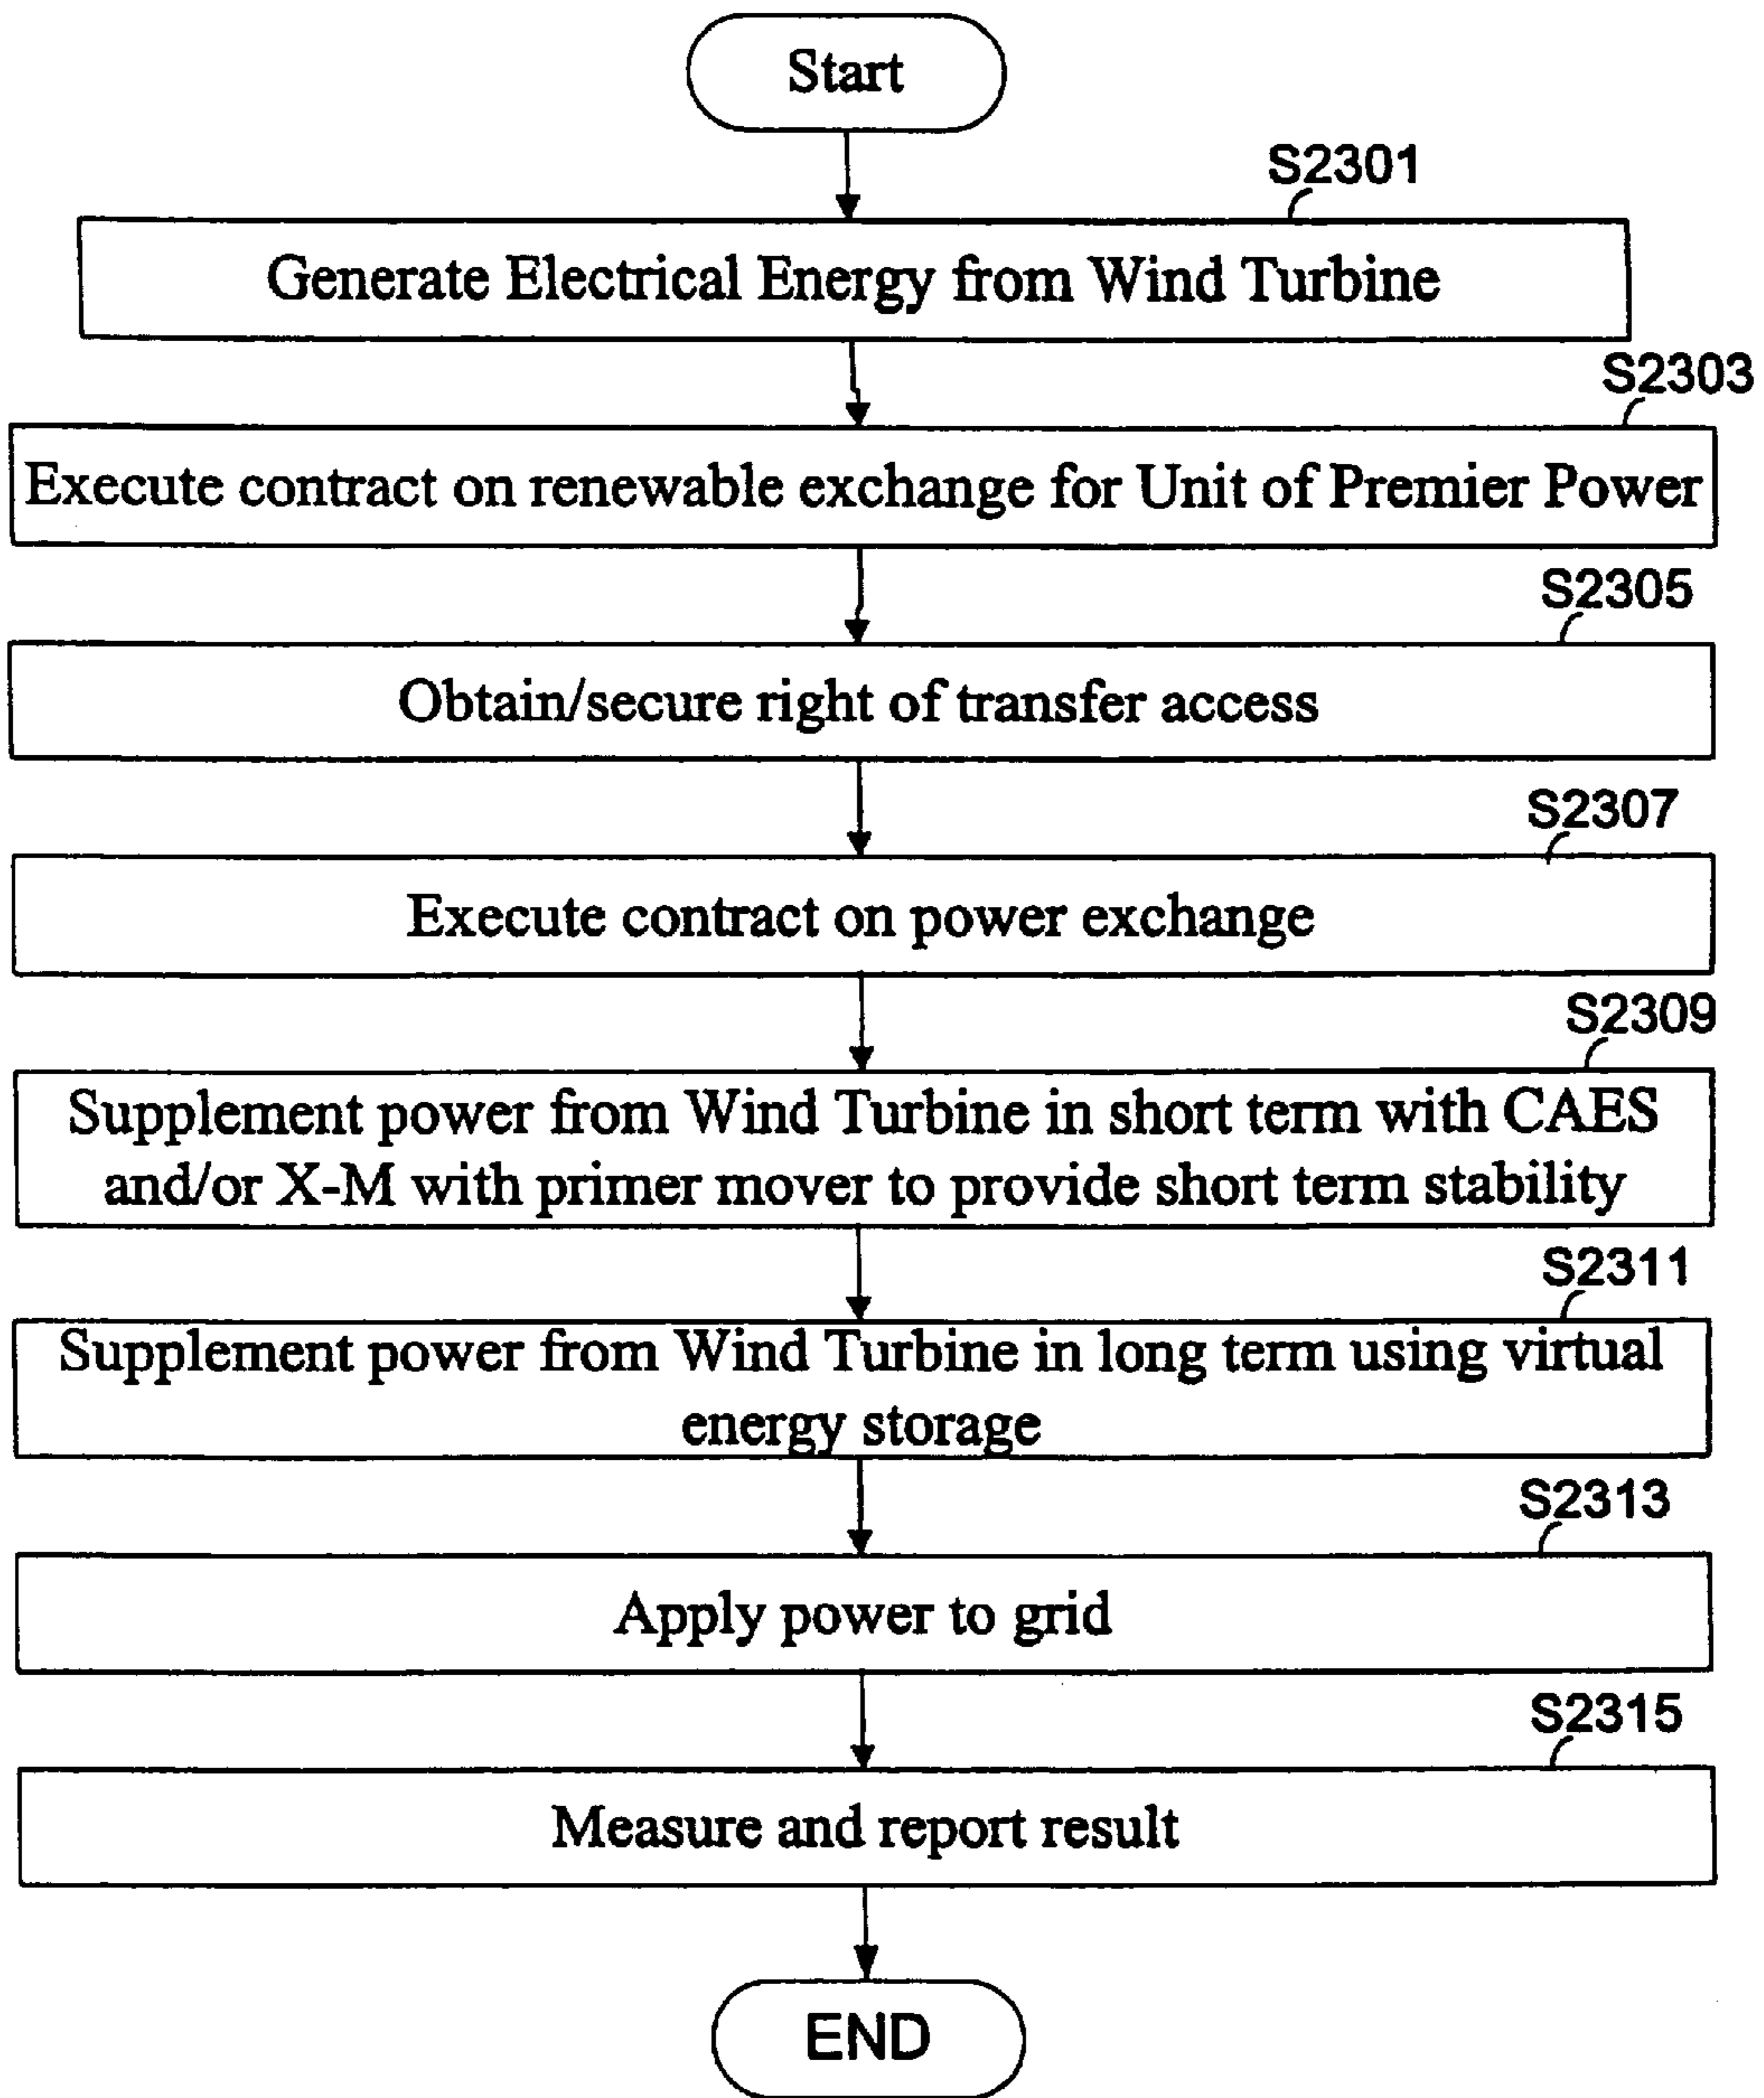 Start
S2301
Generate Electrical Energy from Wind Turbine
S2303
Execute contract on renewable exchange for Unit of Premier Power
S2305
Obtain/secure right of transfer access
S2307
Execute contract on power exchange
S2309
Supplement power from Wind Turbine in short term with CAES
and/or X-M with primer mover to provide short term stability
S2311
Supplement power from Wind Turbine in long term using virtual
energy storage
S2313
Apply power to grid
S2315
Measure and report result
END